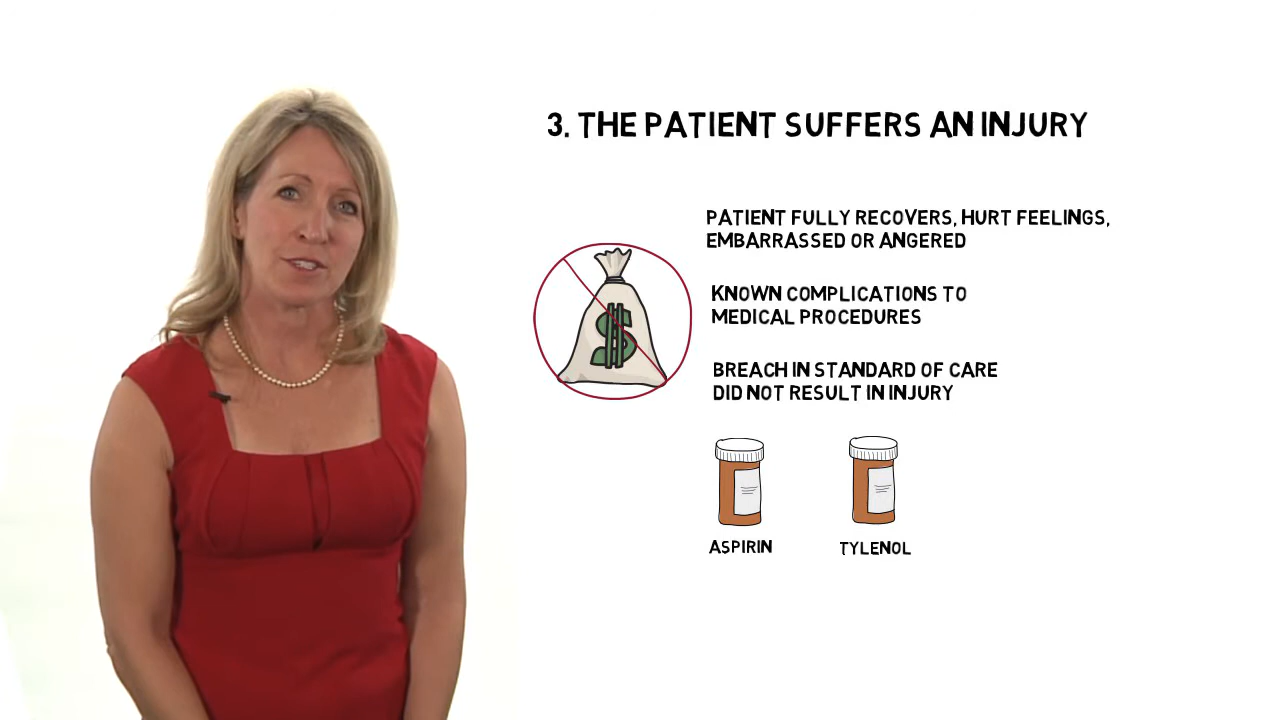 3. THE PATIENT SUFFERS AN INJURY
PATIENT FULLY RECOVERS, HURT FEELINGS,
EMBARRASSED OR ANGERED
KNOWN COMPLICATIONS TO
MEDICAL PROCEDURES
BREACH IN STANDARD OF CARE
DID NOT RESULT IN INJURY
$
ASPIRIN
TYLENOL